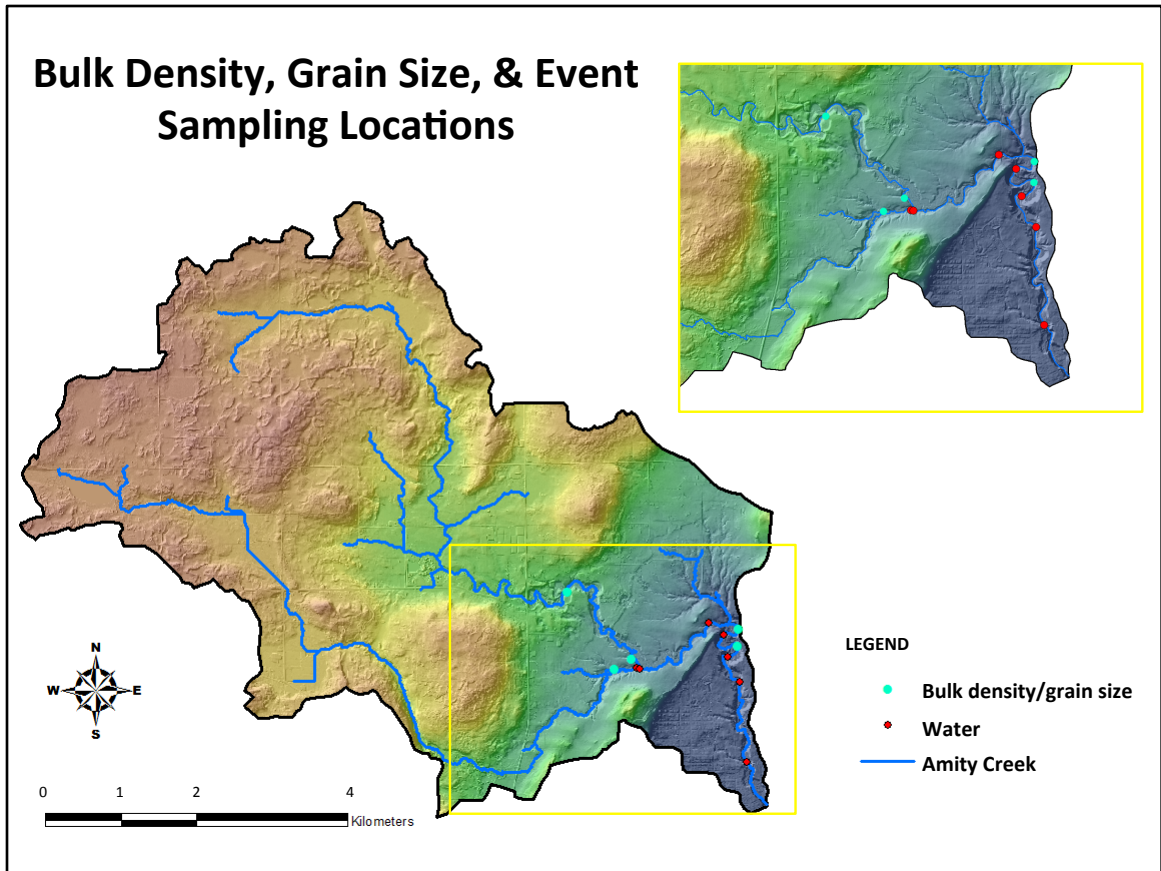 Bulk Density, Grain Size, & Event
Sampling Locations
N
W
E
S
0 1 2 4
Kilometers
LEGEND
Bulk density/grain size
Water
Amity Creek